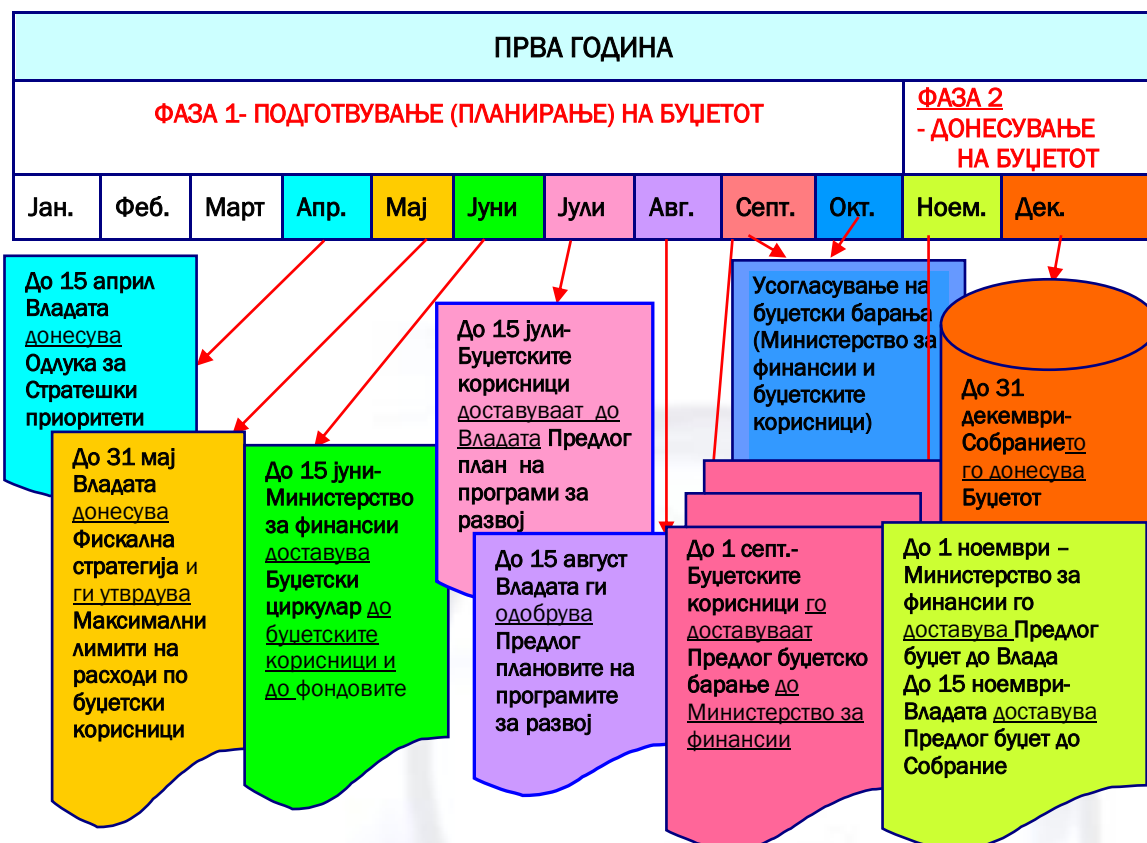 ПРВА ГОДИНА
ФАЗА 1- ПОДГОТВУВАЊЕ (ПЛАНИРАЊЕ) НА БУЏЕТОТ
ФАЗА 2
- ДОНЕСУВАЊЕ
НА БУЏЕТОТ
Јан. Феб. Март Апр. Мај Јуни Јули Авг. Септ. Окт. Ноем. Дек.
До 15 април
Владата
донесува
Одлука за
Стратешки
приоритети
До 31 мај
Владата
донесува
Фискална
стратегија и
ги утврдува
Максимални
лимити на
расходи по
буџетски
корисници
До 15 јуни-
Министерство
за финансии
доставува
Буџетски
циркулар до
буџетските
корисници и
до фондовите
До 15 јули-
Буџетските
корисници
доставуваат до
Владата Предлог
план на
програми за
развој
До 15 август
Владата ги
одобрува
Предлог
плановите на
програмите
за развој
До 1 септ.-
Буџетските
корисници го
доставуваат
Предлог буџетско
барање до
Министерство за
финансии
Усогласување на
буџетски барања
(Министерство за
финансии и
буџетските
корисници)
До 1 ноември –
Министерство за
финансии го
доставува Предлог
буџет до Влада
До 15 ноември-
Владата доставува
Предлог буџет до
Собрание
До 31
декември-
Собранието
го донесува
Буџетот